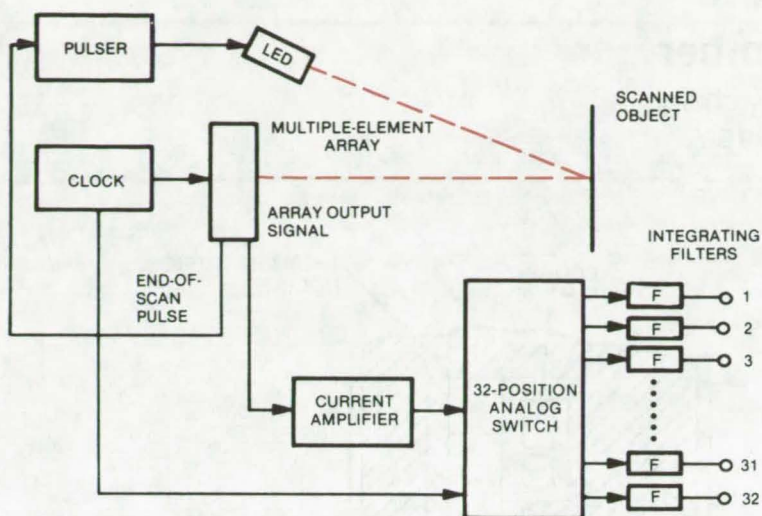 PULSER
LED
SCANNED
OBJECT
MULTIPLE-ELEMENT
ARRAY
CLOCK
ARRAY OUTPUT
SIGNAL
INTEGRATING
FILTERS
END-OF-
SCAN
PULSE
F
1
F
2
F
3
CURRENT
AMPLIFIER
32-POSITION
ANALOG
SWITCH
F
31
F
32